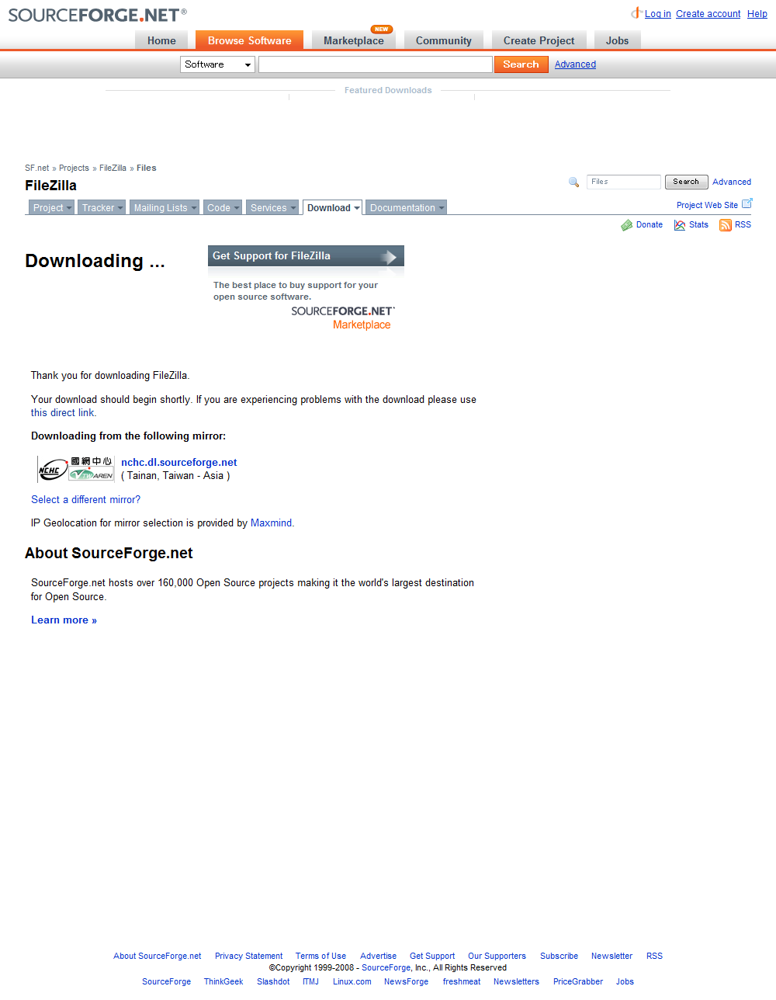 SOURCEFORGE.NET®
Log in Create account Help
NEW
Home Browse Software Marketplace Community Create Project Jobs
Software Search Advanced
Featured Downloads
SF.net » Projects » FileZilla » Files
FileZilla
Files Search Advanced
Project Tracker Mailing Lists Code Services Download Documentation
Project Web Site
Donate Stats RSS
Downloading ...
Get Support for FileZilla
The best place to buy support for your
open source software.
SOURCEFORGE.NET
Marketplace
Thank you for downloading FileZilla.
Your download should begin shortly. If you are experiencing problems with the download please use
this direct link.
Downloading from the following mirror:
NCHC 國網中心 TWAREN
nchc.dl.sourceforge.net
( Tainan, Taiwan - Asia )
Select a different mirror?
IP Geolocation for mirror selection is provided by Maxmind.
About SourceForge.net
SourceForge.net hosts over 160,000 Open Source projects making it the world's largest destination
for Open Source.
Learn more »
About SourceForge.net Privacy Statement Terms of Use Advertise Get Support Our Supporters Subscribe Newsletter RSS
©Copyright 1999-2008 - SourceForge, Inc., All Rights Reserved
SourceForge ThinkGeek Slashdot ITMJ Linux.com NewsForge freshmeat Newsletters PriceGrabber Jobs